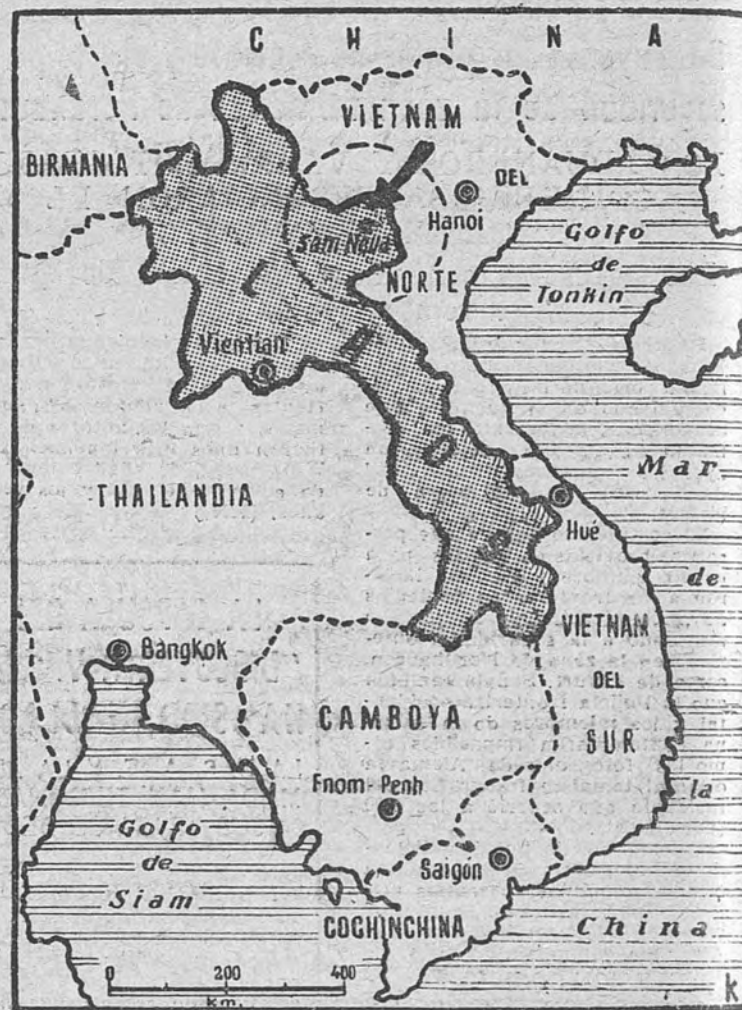 CHINA
VIETNAM
BIRMANIA
DEL
Hanoi
Golfo
de
Tonkin
Sam Neua
NORTE
Vientian
LAOS
THAILANDIA
Mar
Hué
de
VIETNAM
DEL
SUR
la
Bangkok
CAMBOYA
Fnom-Penh
Golfo
de
Siam
Saigón
COCHINCHINA
China
0 200 400
km.
k